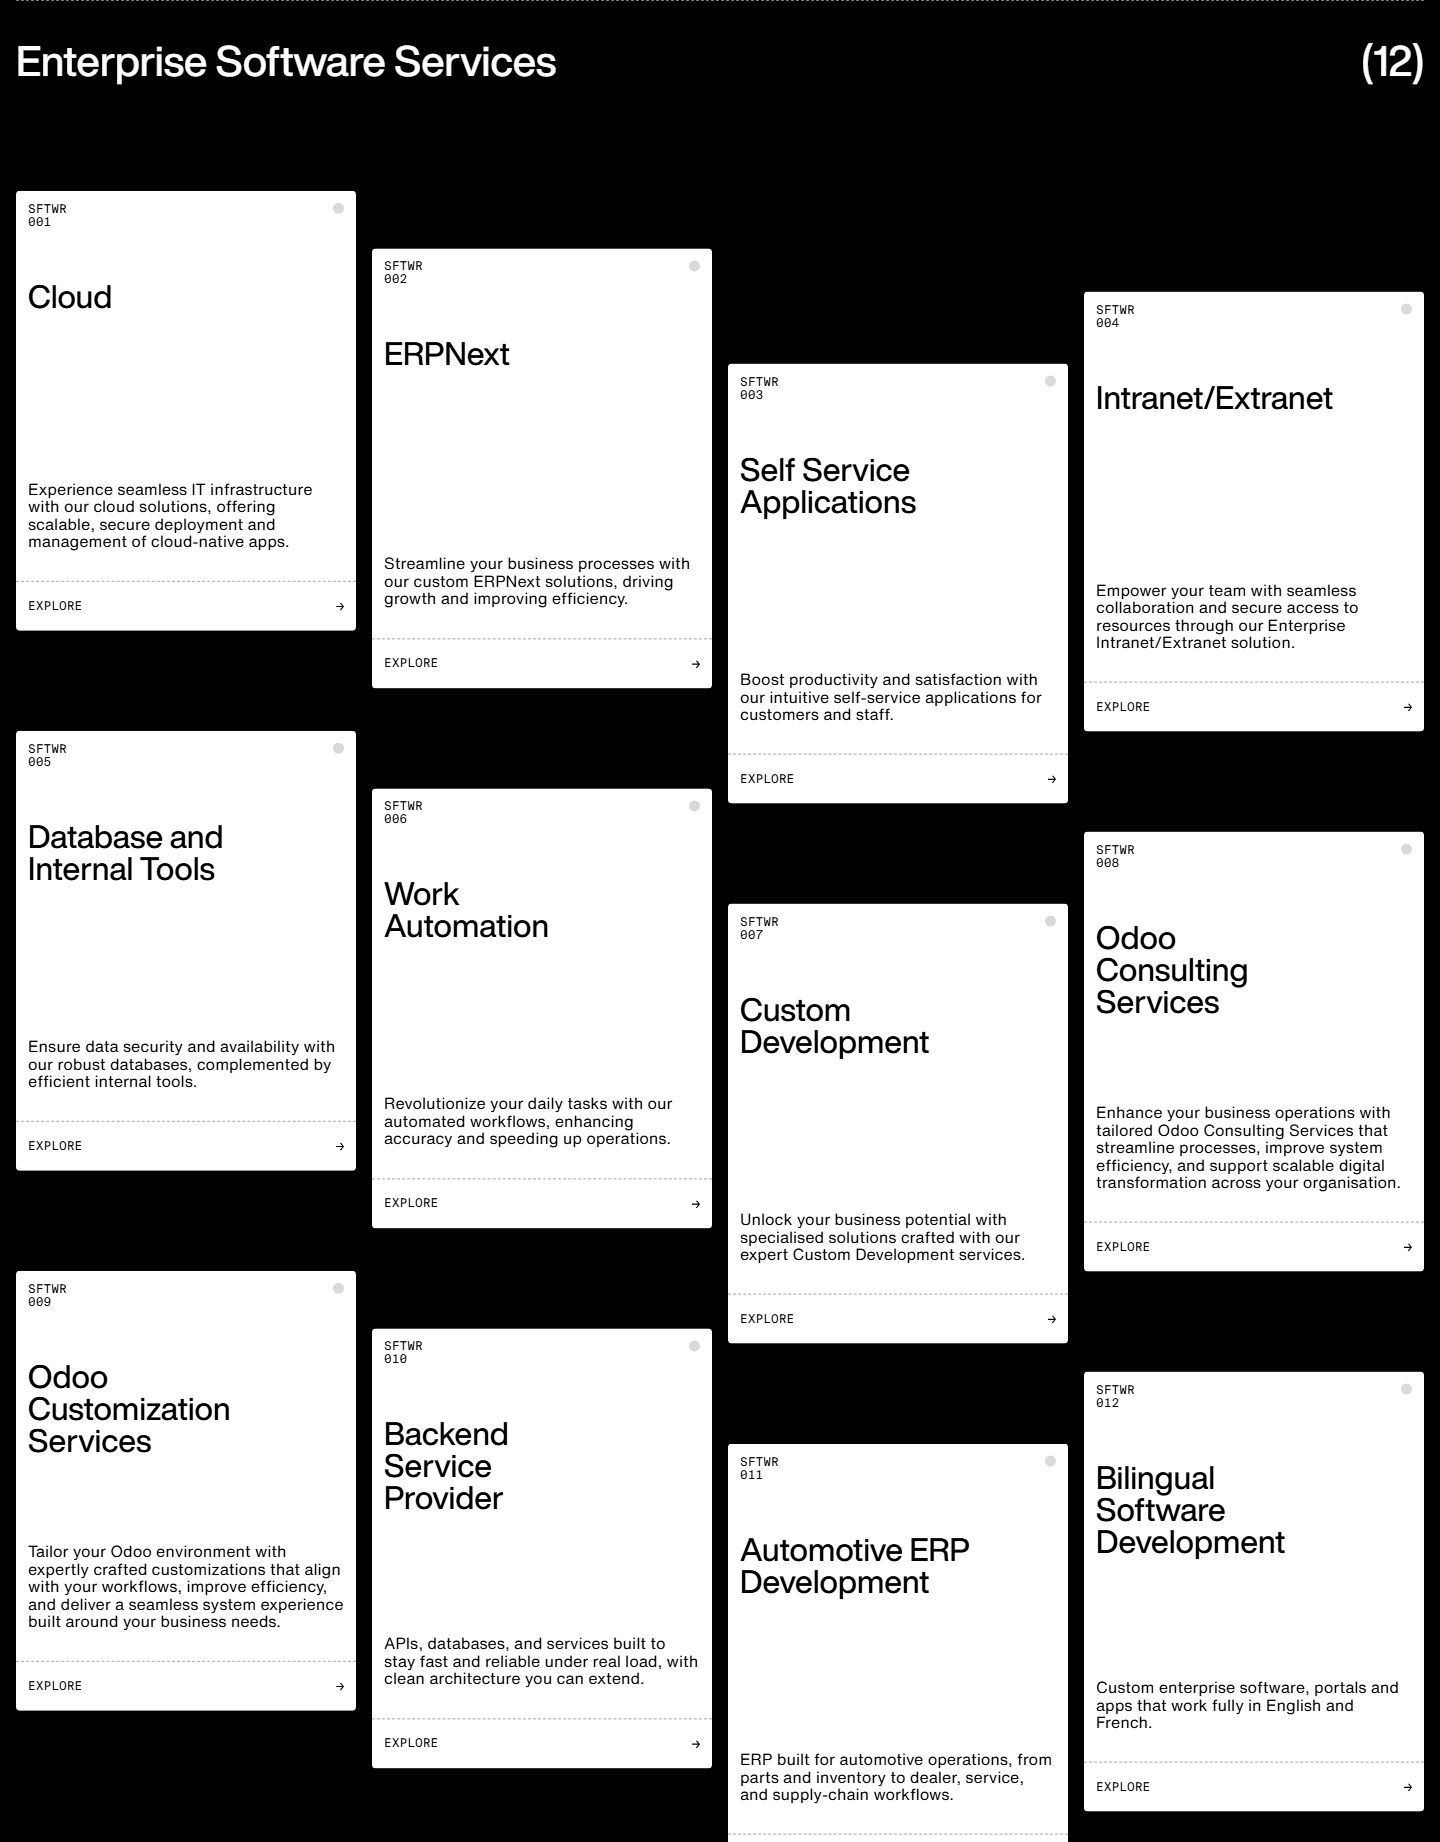 Enterprise Software Services
(12)
SFTWR
001
Cloud
Experience seamless IT infrastructure
with our cloud solutions, offering
scalable, secure deployment and
management of cloud-native apps.
EXPLORE →
SFTWR
002
ERPNext
Streamline your business processes with
our custom ERPNext solutions, driving
growth and improving efficiency.
EXPLORE →
SFTWR
003
Self Service
Applications
Boost productivity and satisfaction with
our intuitive self-service applications for
customers and staff.
EXPLORE →
SFTWR
004
Intranet/Extranet
Empower your team with seamless
collaboration and secure access to
resources through our Enterprise
Intranet/Extranet solution.
EXPLORE →
SFTWR
005
Database and
Internal Tools
Ensure data security and availability with
our robust databases, complemented by
efficient internal tools.
EXPLORE →
SFTWR
006
Work
Automation
Revolutionize your daily tasks with our
automated workflows, enhancing
accuracy and speeding up operations.
EXPLORE →
SFTWR
007
Custom
Development
Unlock your business potential with
specialised solutions crafted with our
expert Custom Development services.
EXPLORE →
SFTWR
008
Odoo
Consulting
Services
Enhance your business operations with
tailored Odoo Consulting Services that
streamline processes, improve system
efficiency, and support scalable digital
transformation across your organisation.
EXPLORE →
SFTWR
009
Odoo
Customization
Services
Tailor your Odoo environment with
expertly crafted customizations that align
with your workflows, improve efficiency,
and deliver a seamless system experience
built around your business needs.
EXPLORE →
SFTWR
010
Backend
Service
Provider
APIs, databases, and services built to
stay fast and reliable under real load, with
clean architecture you can extend.
EXPLORE →
SFTWR
011
Automotive ERP
Development
ERP built for automotive operations, from
parts and inventory to dealer, service,
and supply-chain workflows.
SFTWR
012
Bilingual
Software
Development
Custom enterprise software, portals and
apps that work fully in English and
French.
EXPLORE →